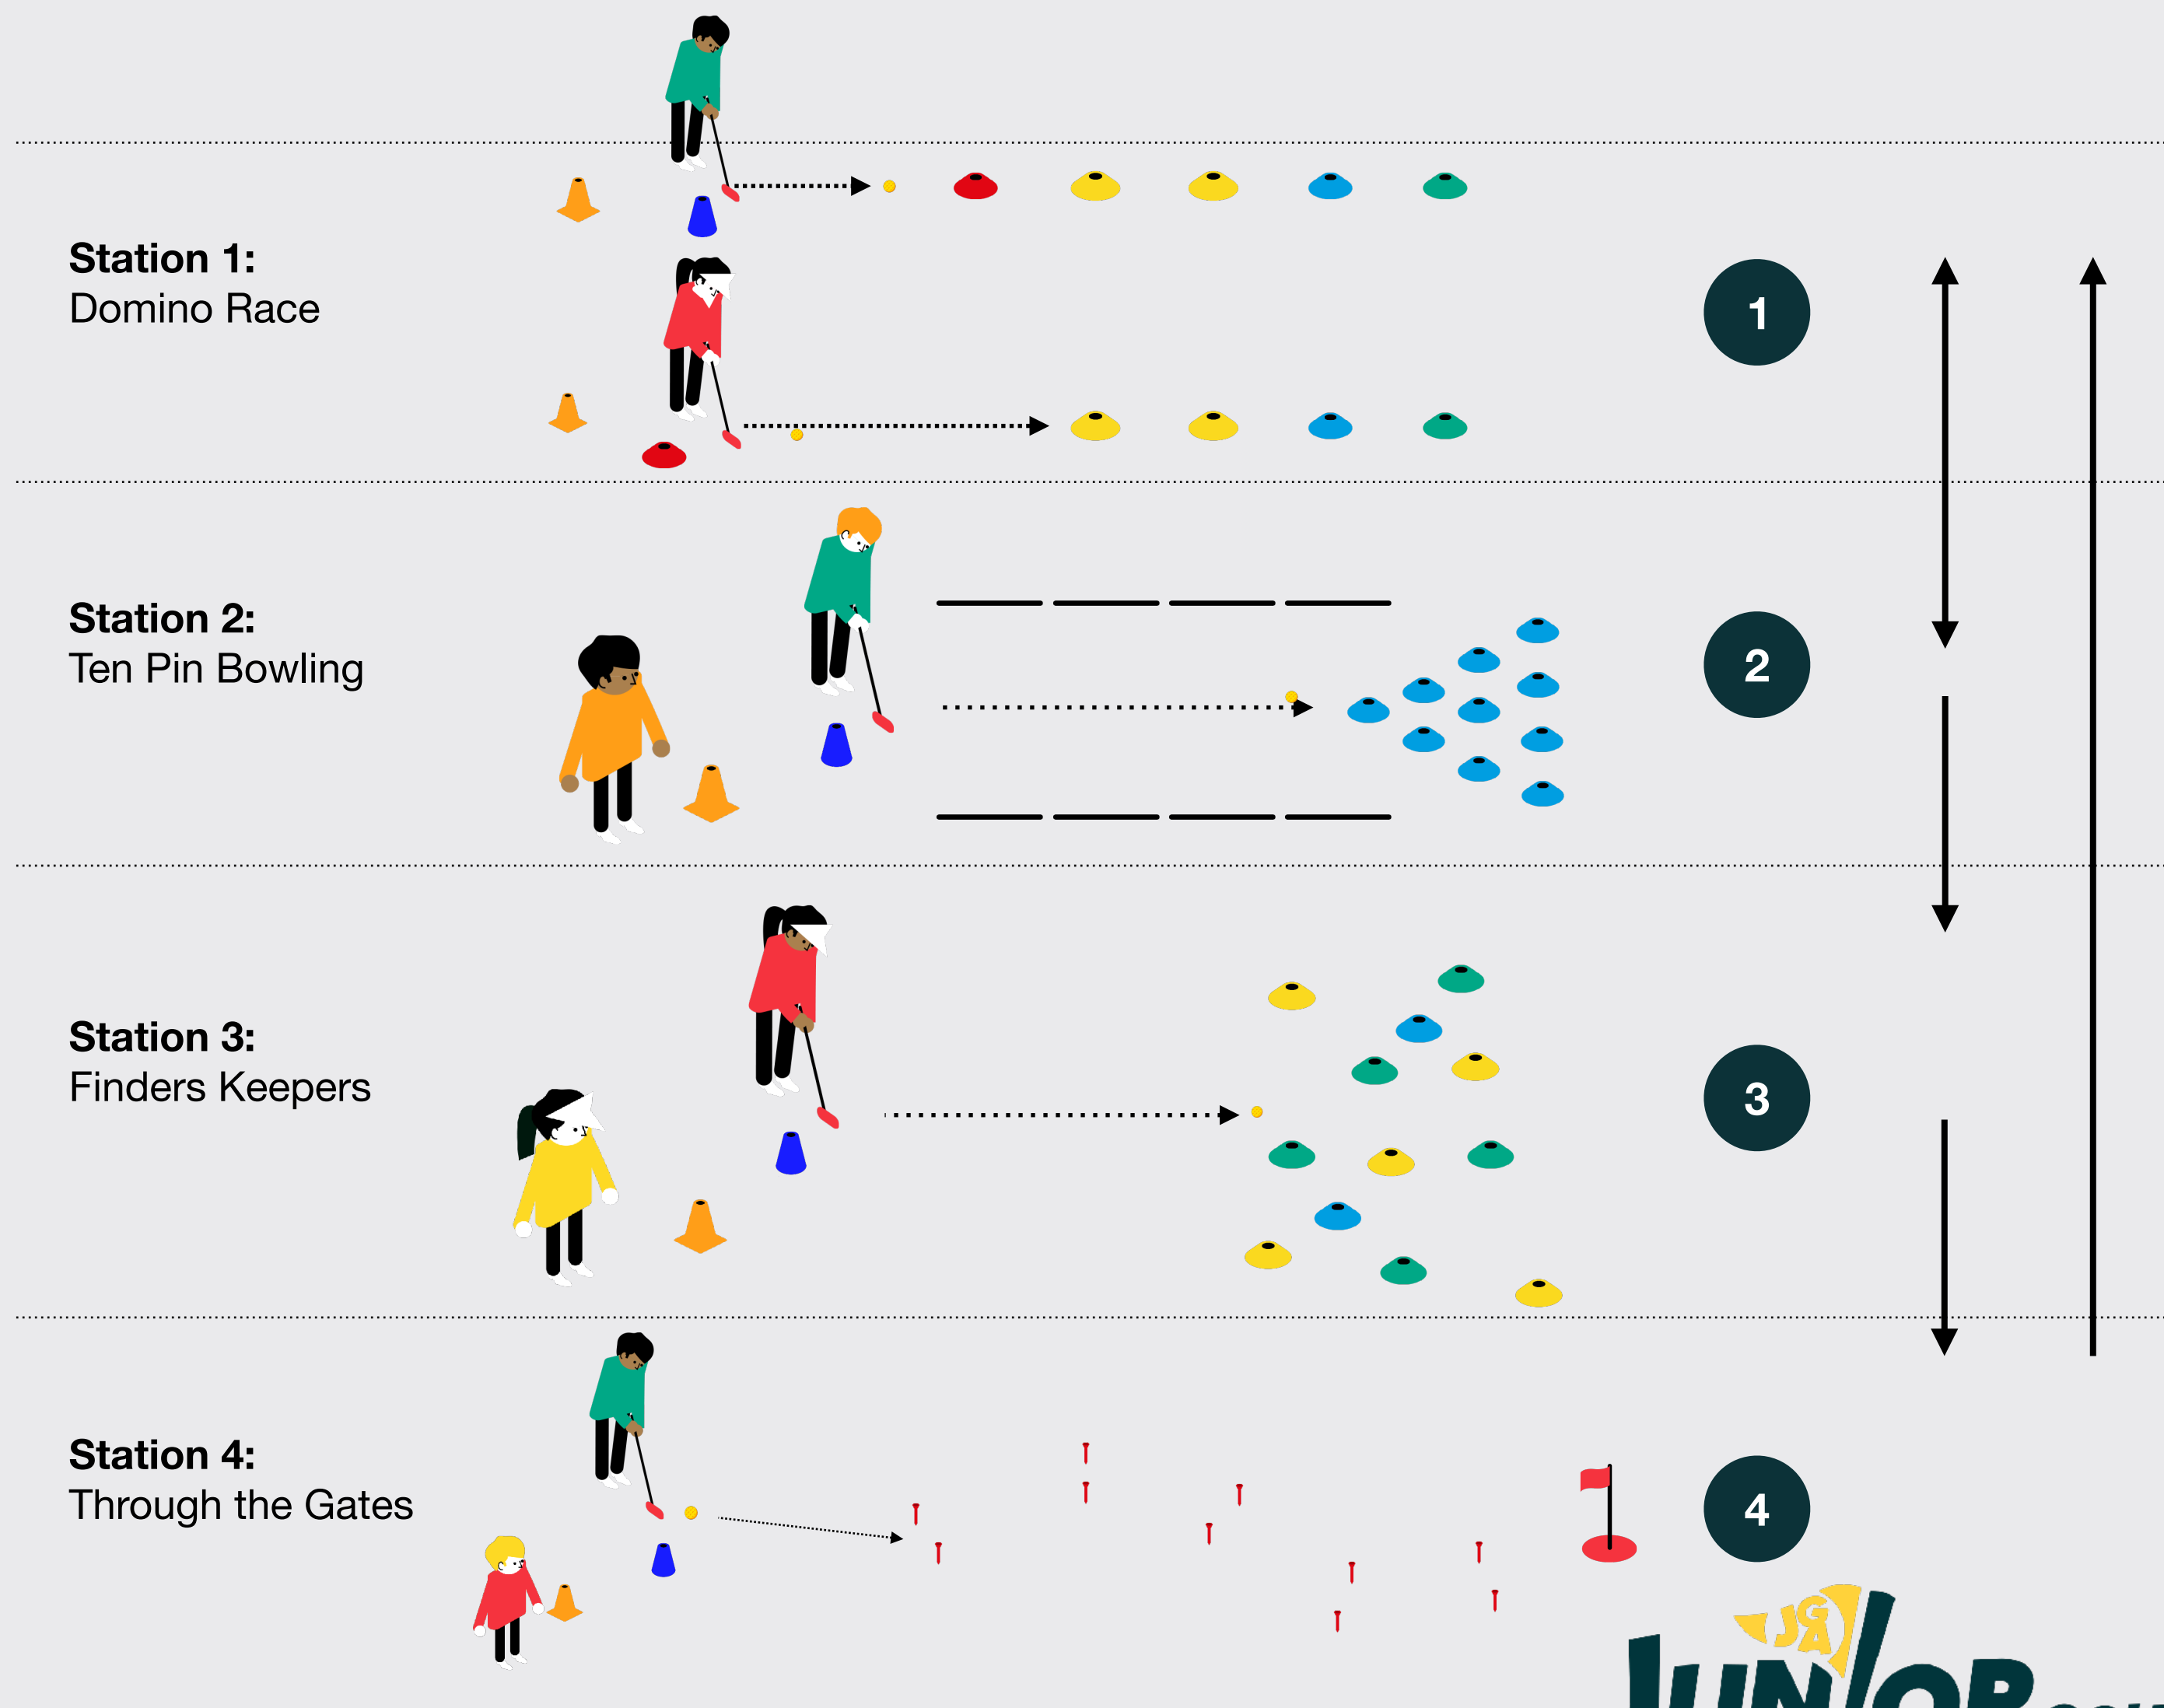 Station 1:
Domino Race
1
Station 2:
Ten Pin Bowling
2
Station 3:
Finders Keepers
3
Station 4:
Through the Gates
4
JGA
JUNIOR